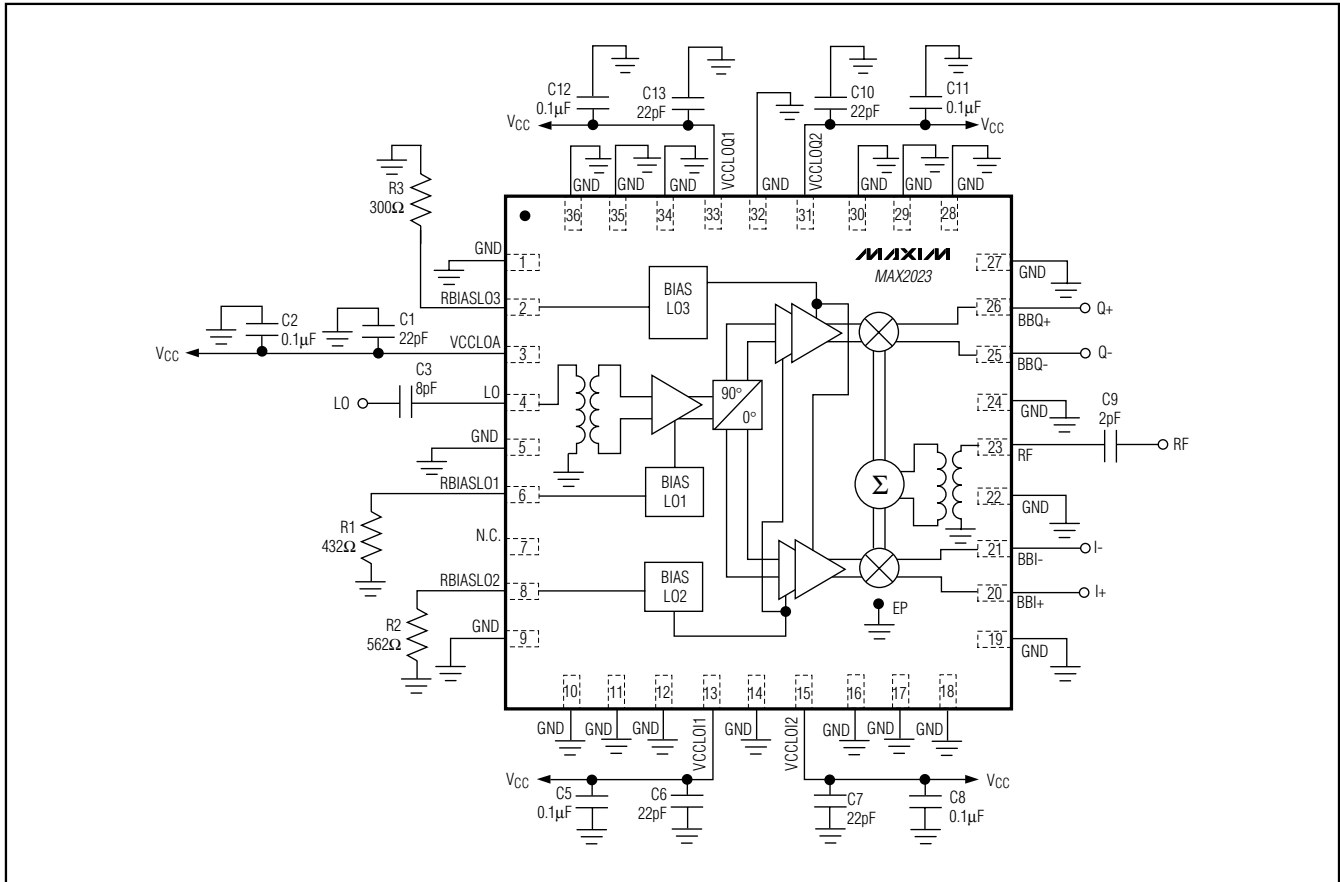 C12
0.1µF
C13
22pF
C10
22pF
C11
0.1µF
VCC
VCC
VCCLOQ1
VCCLOQ2
GND
GND
GND
GND
GND
GND
GND
36
35
34
33
32
31
30
29
28
R3
300Ω
GND
1
RBIASLO3
2
C2
0.1µF
C1
22pF
VCC
VCCLOA
3
C3
8pF
LO
LO
4
GND
5
RBIASLO1
6
R1
432Ω
N.C.
7
RBIASLO2
8
R2
562Ω
GND
9
MAXIM
MAX2023
BIAS
LO3
90°
0°
BIAS
LO1
BIAS
LO2
Σ
EP
27
GND
26
BBQ+
Q+
25
BBQ-
Q-
24
GND
C9
2pF
23
RF
RF
22
GND
21
BBI-
I-
20
BBI+
I+
19
GND
10
11
12
13
14
15
16
17
18
GND
GND
GND
VCCLOI1
GND
VCCLOI2
GND
GND
GND
VCC
VCC
C5
0.1µF
C6
22pF
C7
22pF
C8
0.1µF